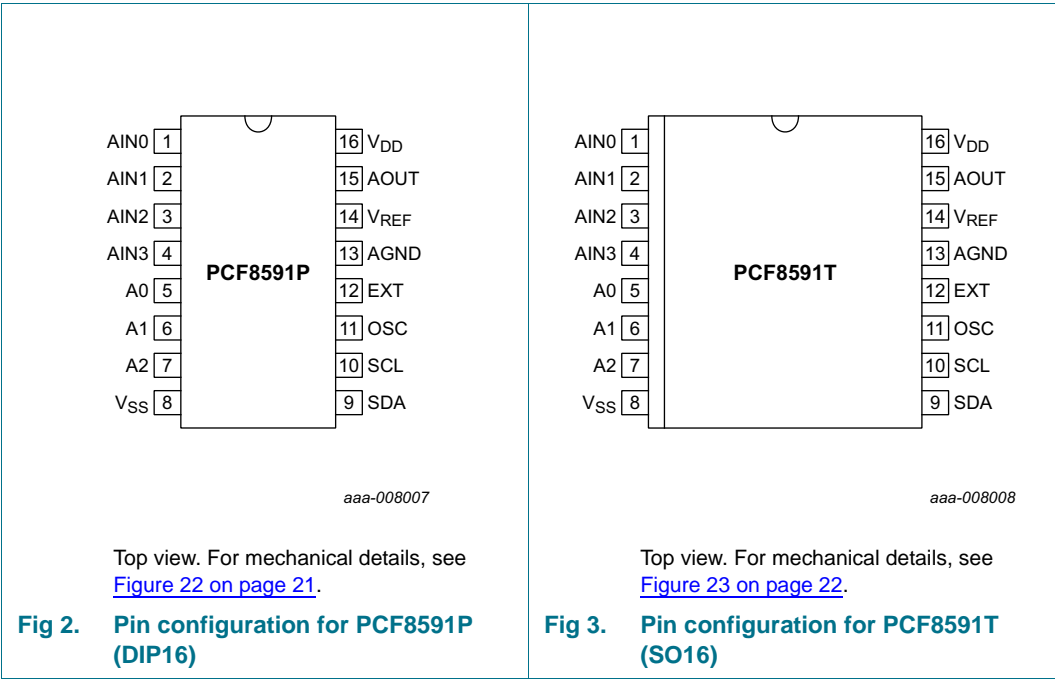 AIN0 1
AIN1 2
AIN2 3
AIN3 4
A0 5
A1 6
A2 7
VSS 8
PCF8591P
16 VDD
15 AOUT
14 VREF
13 AGND
12 EXT
11 OSC
10 SCL
9 SDA
aaa-008007
Top view. For mechanical details, see
Figure 22 on page 21.
Fig 2. Pin configuration for PCF8591P
(DIP16)
AIN0 1
AIN1 2
AIN2 3
AIN3 4
A0 5
A1 6
A2 7
VSS 8
PCF8591T
16 VDD
15 AOUT
14 VREF
13 AGND
12 EXT
11 OSC
10 SCL
9 SDA
aaa-008008
Top view. For mechanical details, see
Figure 23 on page 22.
Fig 3. Pin configuration for PCF8591T
(SO16)